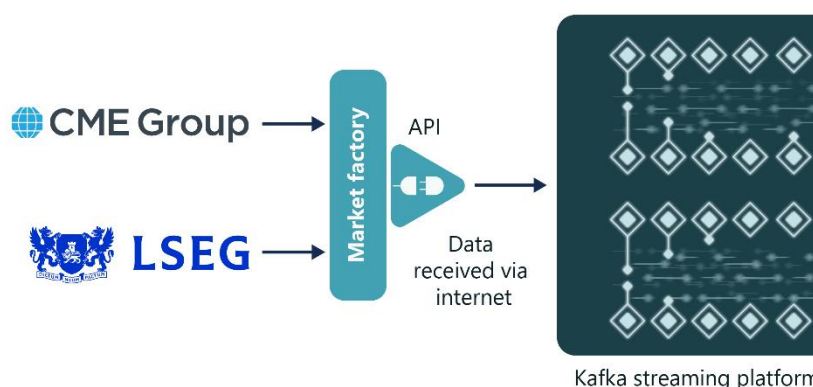 CME Group
LSEG
Market factory
API
Data
received via
internet
Kafka streaming platform